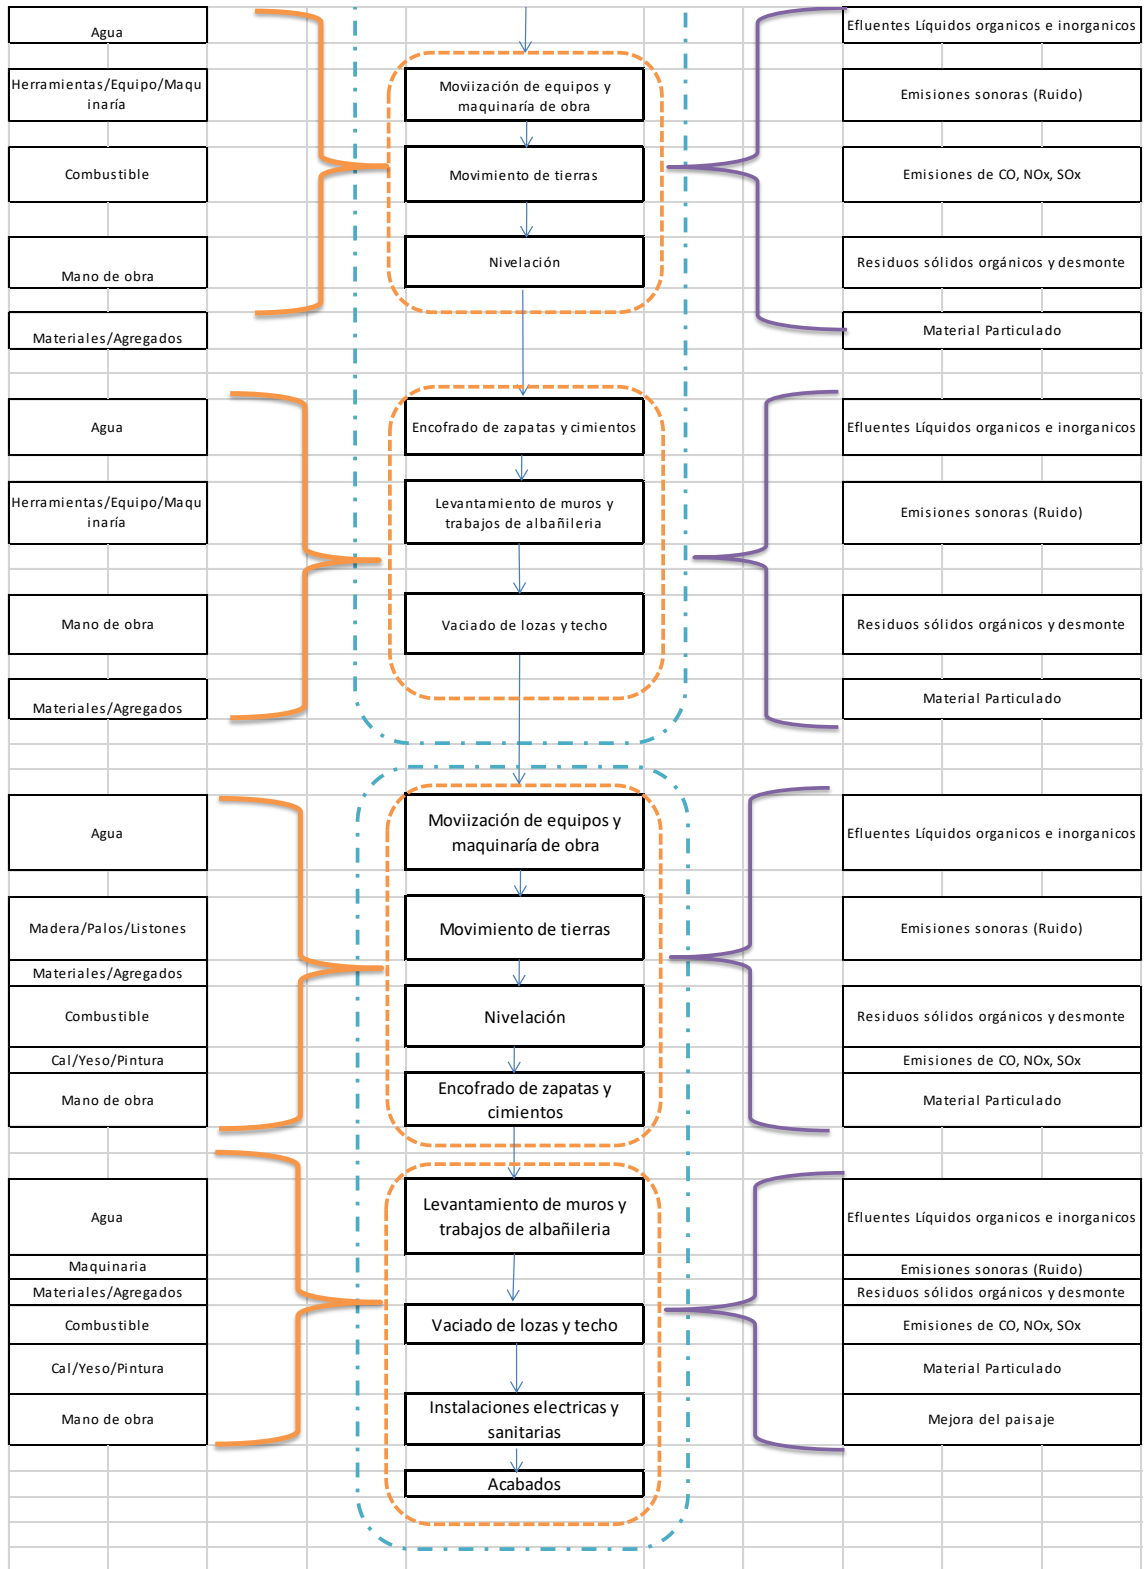 Agua
Efluentes Líquidos organicos e inorganicos
Herramientas/Equipo/Maqu
inaría
Moviización de equipos y
maquinaría de obra
Emisiones sonoras (Ruido)
Combustible
Movimiento de tierras
Emisiones de CO, NOx, SOx
Mano de obra
Nivelación
Residuos sólidos orgánicos y desmonte
Materiales/Agregados
Material Particulado
Agua
Encofrado de zapatas y cimientos
Efluentes Líquidos organicos e inorganicos
Herramientas/Equipo/Maqu
inaría
Levantamiento de muros y
trabajos de albañileria
Emisiones sonoras (Ruido)
Mano de obra
Vaciado de lozas y techo
Residuos sólidos orgánicos y desmonte
Materiales/Agregados
Material Particulado
Agua
Moviización de equipos y
maquinaría de obra
Efluentes Líquidos organicos e inorganicos
Madera/Palos/Listones
Movimiento de tierras
Emisiones sonoras (Ruido)
Materiales/Agregados
Combustible
Nivelación
Residuos sólidos orgánicos y desmonte
Cal/Yeso/Pintura
Emisiones de CO, NOx, SOx
Mano de obra
Encofrado de zapatas y
cimientos
Material Particulado
Agua
Levantamiento de muros y
trabajos de albañileria
Efluentes Líquidos organicos e inorganicos
Maquinaria
Emisiones sonoras (Ruido)
Materiales/Agregados
Residuos sólidos orgánicos y desmonte
Combustible
Vaciado de lozas y techo
Emisiones de CO, NOx, SOx
Cal/Yeso/Pintura
Material Particulado
Mano de obra
Instalaciones electricas y
sanitarias
Mejora del paisaje
Acabados